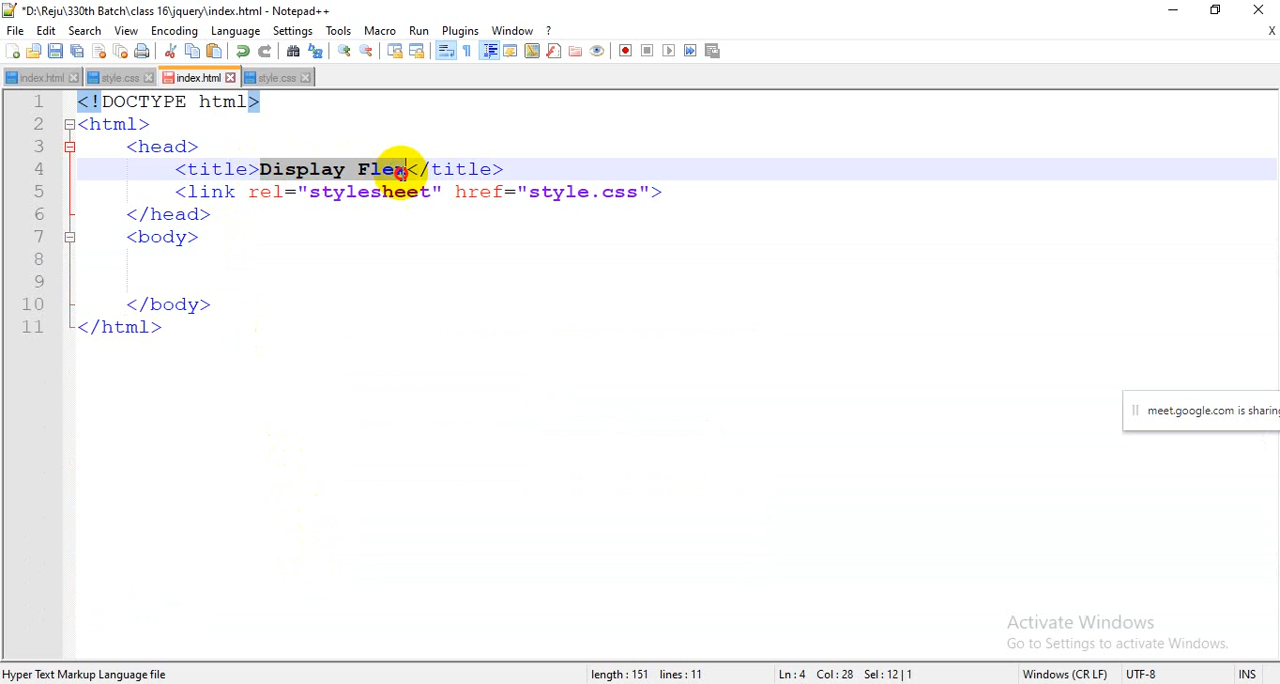 *D:\Reju\330th Batch\class 16\jquery\index.html - Notepad++
File Edit Search View Encoding Language Settings Tools Macro Run Plugins Window ?
X
index.html style.css index.html style.css
1 <!DOCTYPE html>
2 <html>
3 <head>
4 <title>Display Flex</title>
5 <link rel="stylesheet" href="style.css">
6 </head>
7 <body>
8
9
10 </body>
11 </html>
meet.google.com is sharing
Activate Windows
Go to Settings to activate Windows.
Hyper Text Markup Language file length : 151 lines : 11 Ln : 4 Col : 28 Sel : 12 | 1 Windows (CR LF) UTF-8 INS